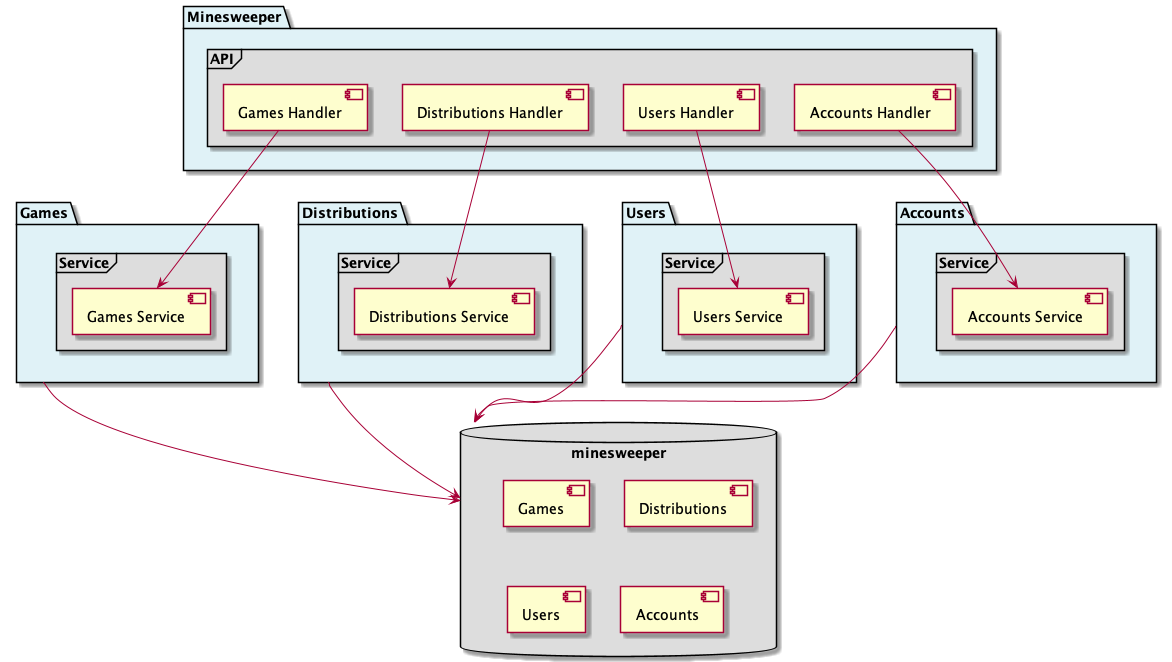 Minesweeper
API
Games Handler
Distributions Handler
Users Handler
Accounts Handler
Games
Distributions
Users
Accounts
Service
Service
Service
Service
Games Service
Distributions Service
Users Service
Accounts Service
minesweeper
Games
Distributions
Users
Accounts